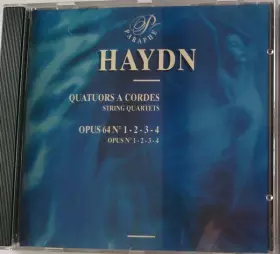 P
PARAPHE
HAYDN
QUATUORS A CORDES
STRING QUARTETS
OPUS 64 N° 1 - 2 - 3 - 4
OPUS N° 1 - 2 - 3 - 4